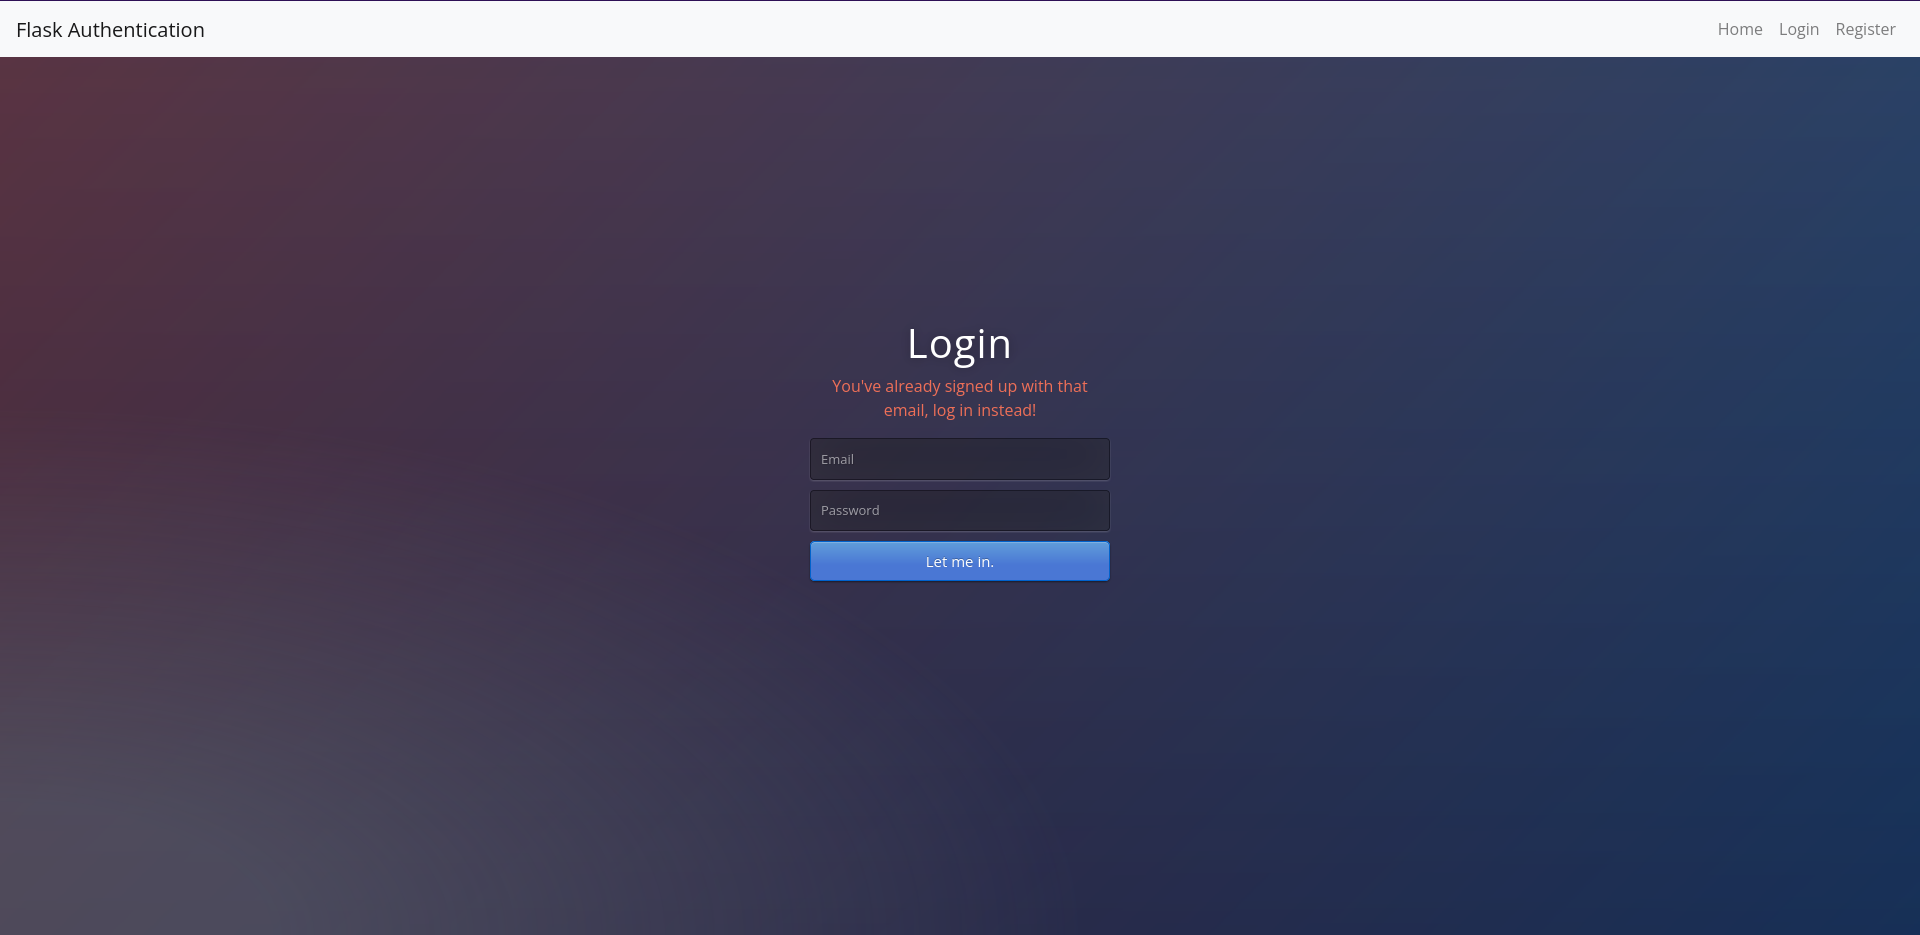 Flask Authentication
Home Login Register
Login
You've already signed up with that
email, log in instead!
Email
Password
Let me in.